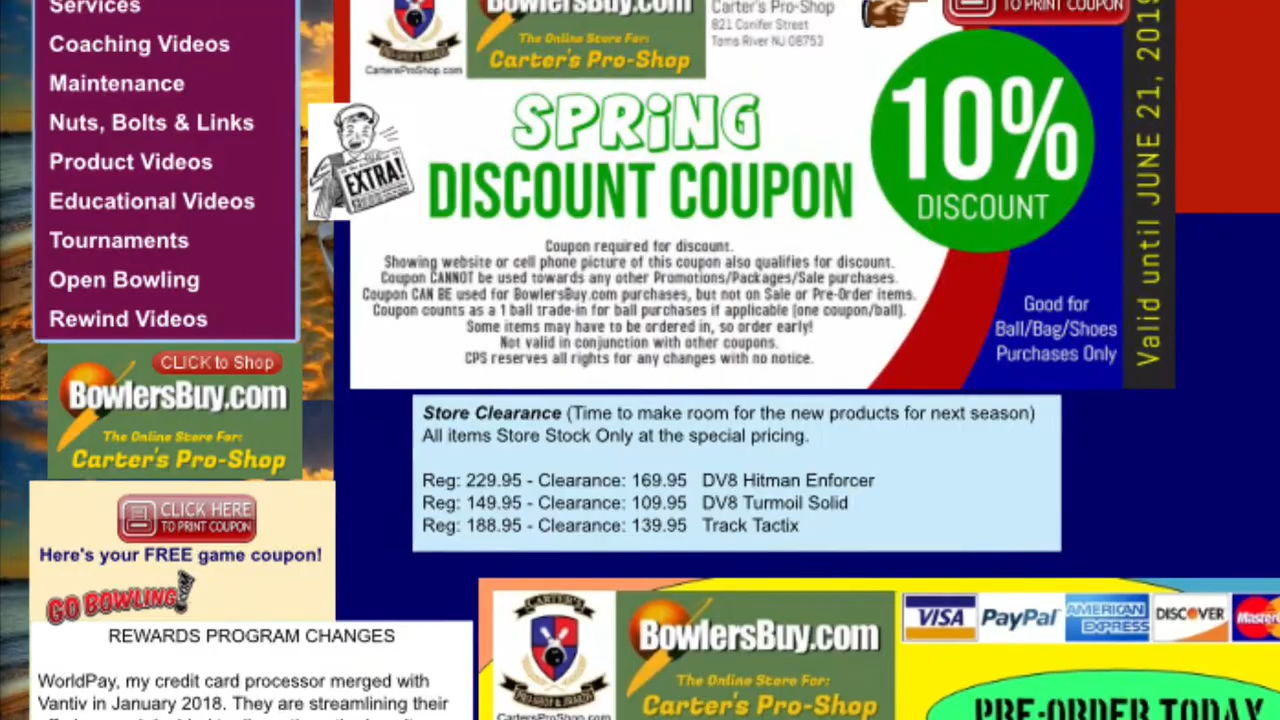 Services
Coaching Videos
Maintenance
Nuts, Bolts & Links
Product Videos
Educational Videos
Tournaments
Open Bowling
Rewind Videos
CLICK to Shop
BowlersBuy.com
The Online Store For:
Carter's Pro-Shop
CLICK HERE
TO PRINT COUPON
Here's your FREE game coupon!
GO BOWLING!
REWARDS PROGRAM CHANGES
WorldPay, my credit card processor merged with
Vantiv in January 2018. They are streamlining their
CartersProShop.com
BowlersBuy.com
The Online Store For:
Carter's Pro-Shop
Carter's Pro-Shop
821 Conifer Street
Toms River NJ 08753
TO PRINT COUPON
EXTRA!
SPRiNG
DISCOUNT COUPON
10%
DISCOUNT
Valid until JUNE 21, 2019
Coupon required for discount.
Showing website or cell phone picture of this coupon also qualifies for discount.
Coupon CANNOT be used towards any other Promotions/Packages/Sale purchases.
Coupon CAN BE used for BowlersBuy.com purchases, but not on Sale or Pre-Order items.
Coupon counts as a 1 ball trade-in for ball purchases if applicable (one coupon/ball).
Some items may have to be ordered in, so order early!
Not valid in conjunction with other coupons.
CPS reserves all rights for any changes with no notice.
Good for
Ball/Bag/Shoes
Purchases Only
Store Clearance (Time to make room for the new products for next season)
All items Store Stock Only at the special pricing.
Reg: 229.95 - Clearance: 169.95 DV8 Hitman Enforcer
Reg: 149.95 - Clearance: 109.95 DV8 Turmoil Solid
Reg: 188.95 - Clearance: 139.95 Track Tactix
CARTER'S
PRO-SHOP & AWARDS
CartersProShop.com
BowlersBuy.com
The Online Store For:
Carter's Pro-Shop
VISA
PayPal
AMERICAN
EXPRESS
DISCOVER
Master
PRE-ORDER TODAY